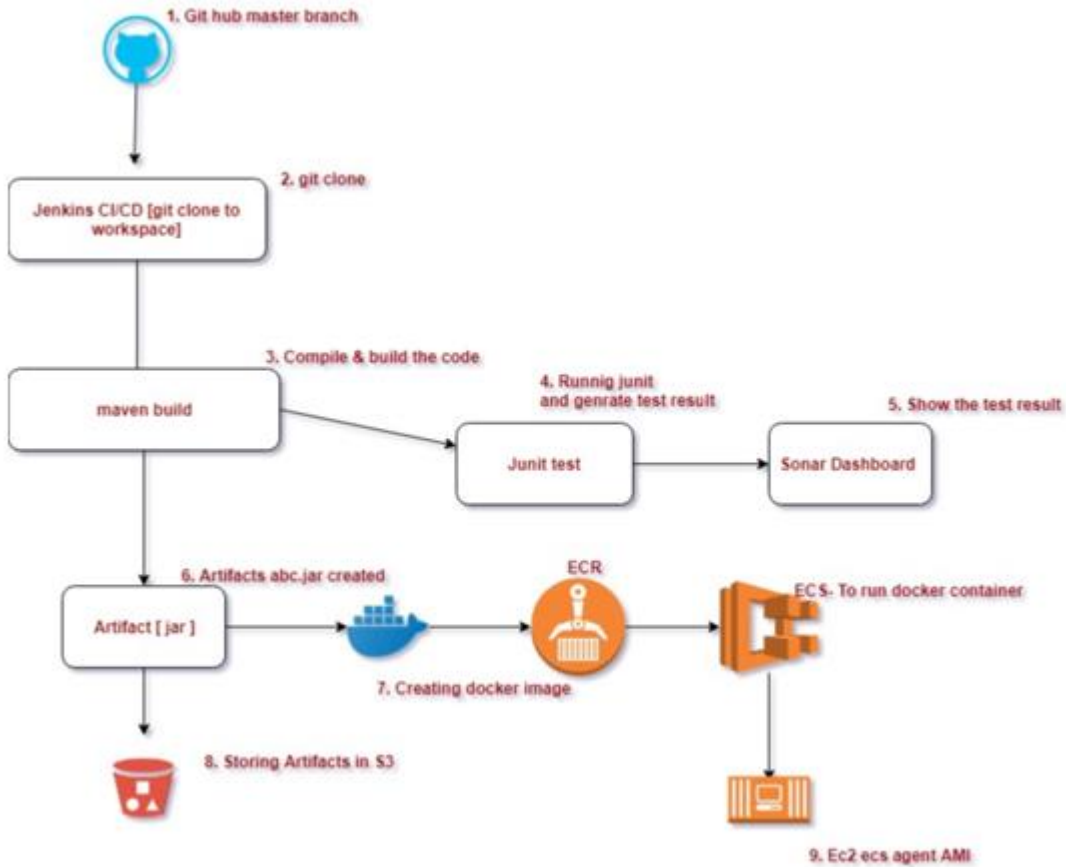 1. Git hub master branch
2. git clone
Jenkins CI/CD [git clone to
workspace]
3. Compile & build the code
maven build
4. Runnig junit
and genrate test result
5. Show the test result
Junit test
Sonar Dashboard
6. Artifacts abc.jar created
Artifact [ jar ]
ECR
ECS- To run docker container
7. Creating docker image
8. Storing Artifacts in S3
9. Ec2 ecs agent AMI